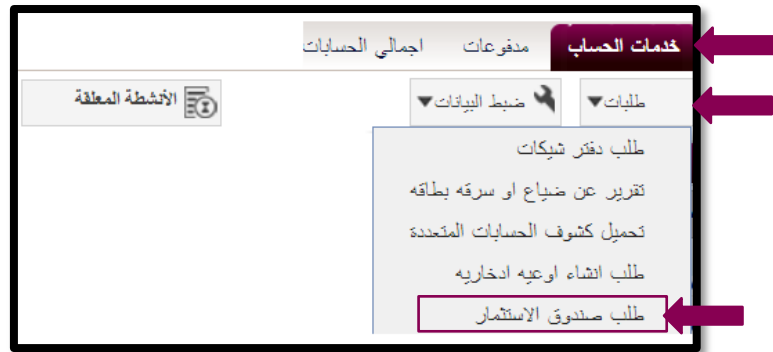 خدمات الحساب مدفوعات اجمالي الحسابات
طلبات▼ ضبط البيانات▼ الأنشطة المعلقة
طلب دفتر شيكات
تقرير عن ضياع او سرقه بطاقه
تحميل كشوف الحسابات المتعددة
طلب انشاء اوعيه ادخاريه
طلب صندوق الاستثمار